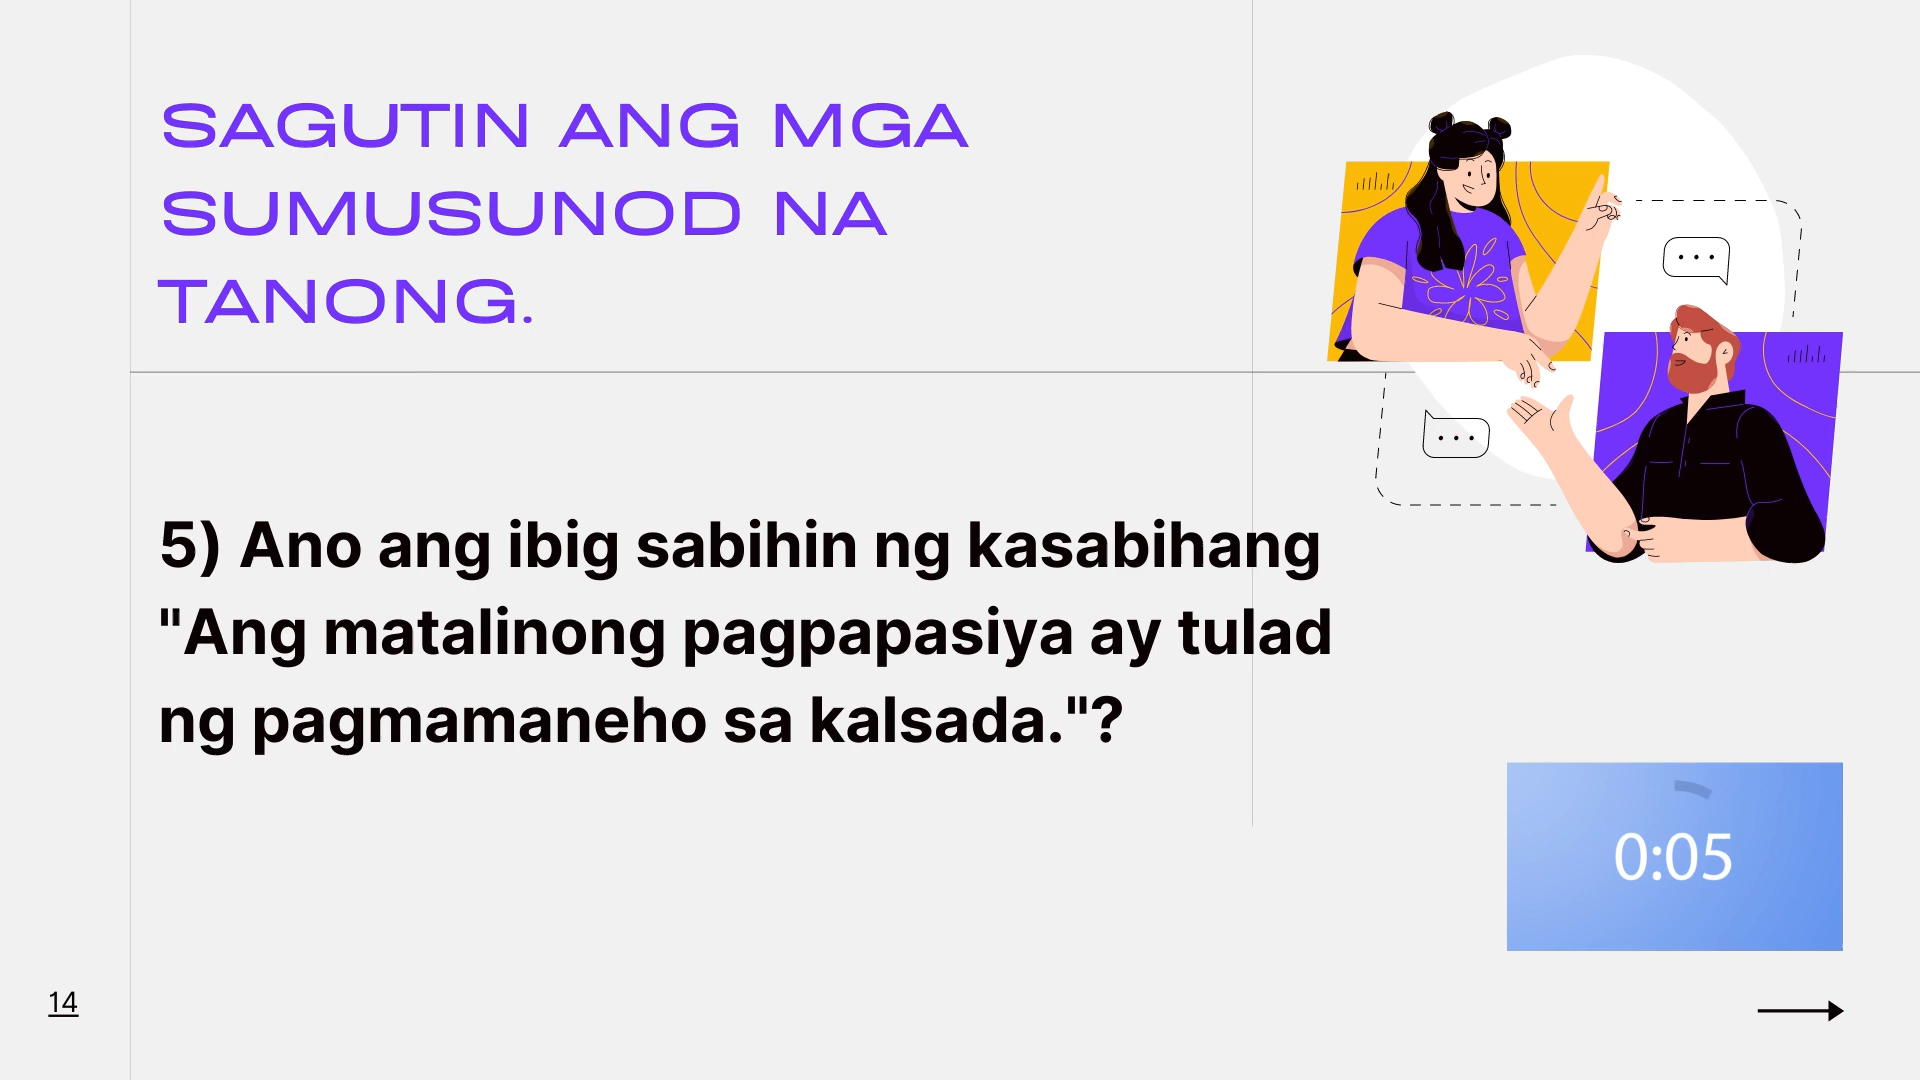 SAGUTIN ANG MGA
SUMUSUNOD NA
TANONG.
5) Ano ang ibig sabihin ng kasabihang
"Ang matalinong pagpapasiya ay tulad
ng pagmamaneho sa kalsada."?
0:05
14